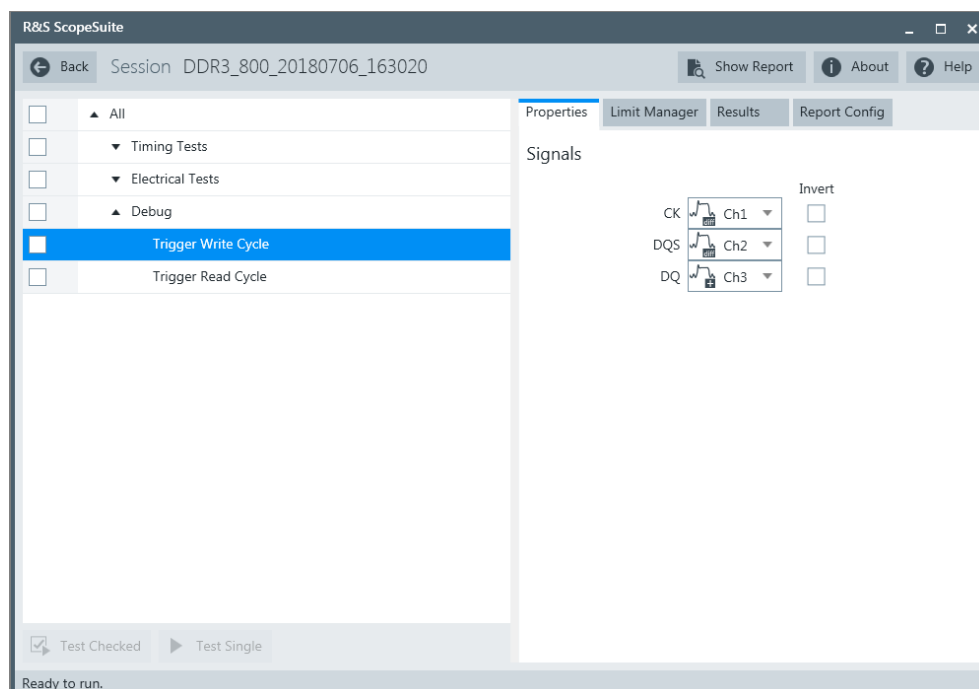 R&S ScopeSuite
Back Session DDR3_800_20180706_163020 Show Report About Help
All
Timing Tests
Electrical Tests
Debug
Trigger Write Cycle
Trigger Read Cycle
Test Checked Test Single
Properties Limit Manager Results Report Config
Signals
Invert
CK diff Ch1
DQS diff Ch2
DQ Ch3
Ready to run.